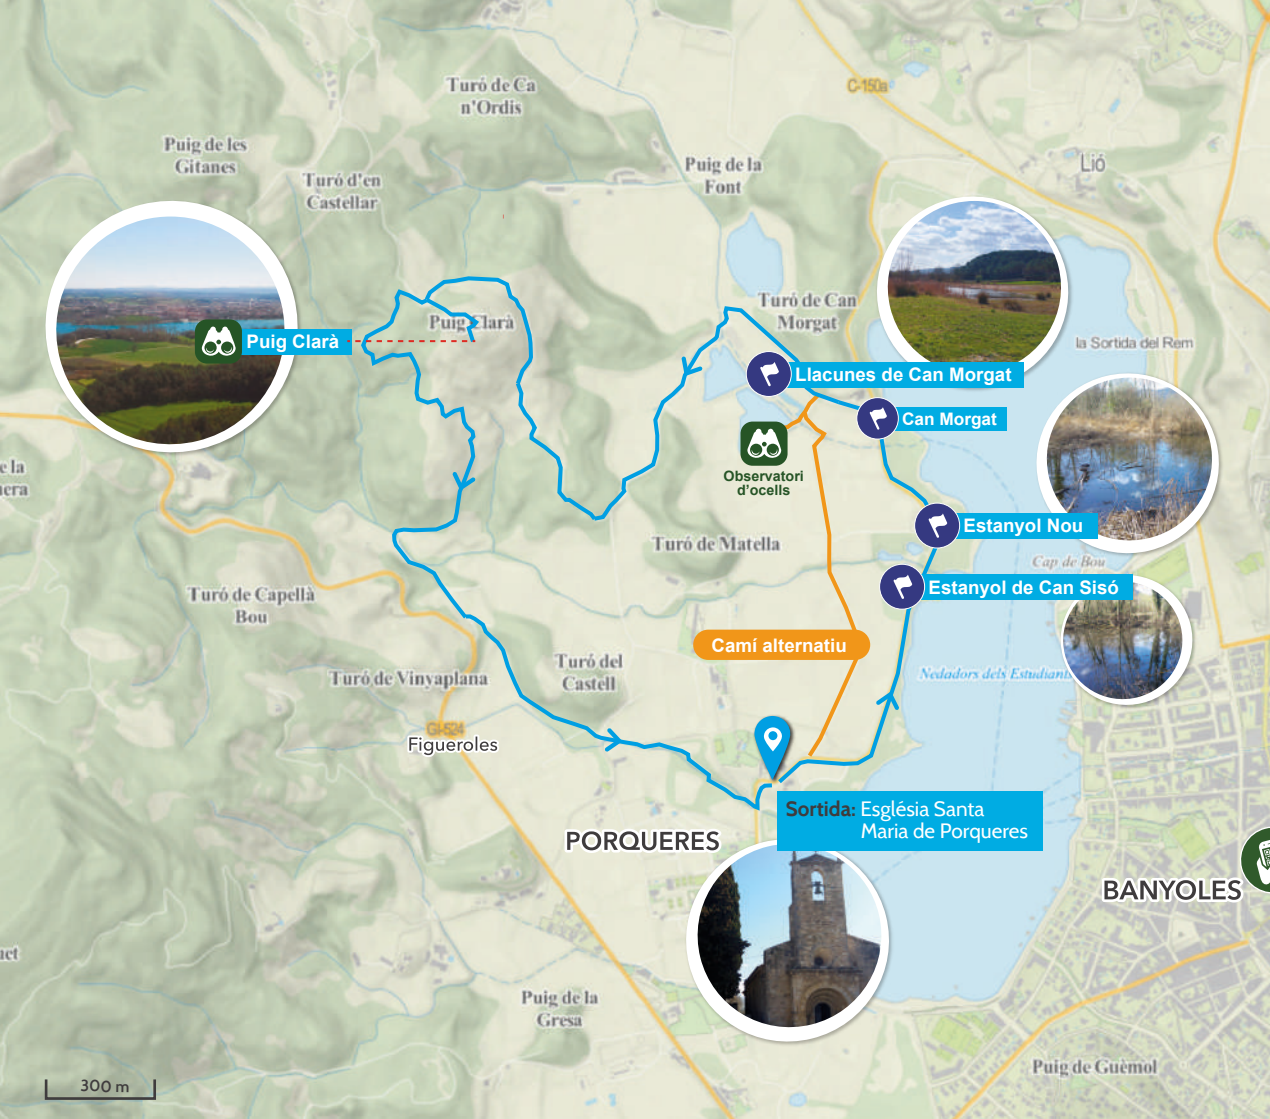 Turó de Ca
n'Ordis
C-150a
Puig de les
Gitanes
Turó d'en
Castellar
Puig de la
Font
Lió
Turó de Can
Morgat
Puig Clarà
Puig Clarà
la Sortida del Rem
Llacunes de Can Morgat
Can Morgat
e la
Observatori
d'ocells
Estanyol Nou
Turó de Matella
Cap de Bou
Estanyol de Can Sisó
Turó de Capellà
Bou
Camí alternatiu
Turó del
Castell
Turó de Vinyaplana
Nedadors dels Estudiants
GI-524
Figueroles
Sortida: Església Santa
Maria de Porqueres
PORQUERES
BANYOLES
Puig de la
Gresa
Puig de Guèmol
300 m